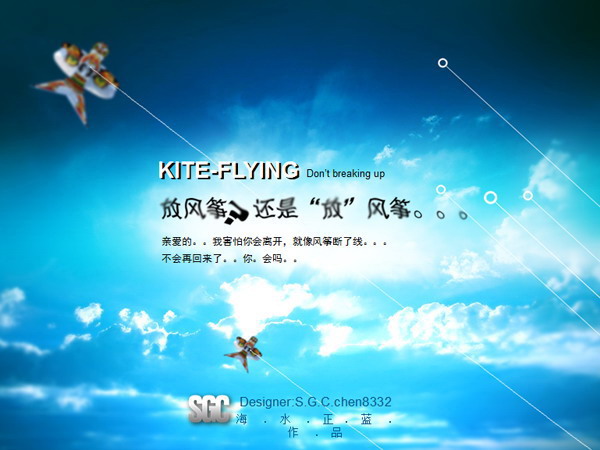 KITE-FLYING Don't breaking up
放风筝? 还是“放”风筝。。。
亲爱的。。我害怕你会离开，就像风筝断了线。。。
不会再回来了。。你。会吗。。
SGC Designer:S.G.C.chen8332
海 . 水 . 正 . 蓝 .
作 . 品